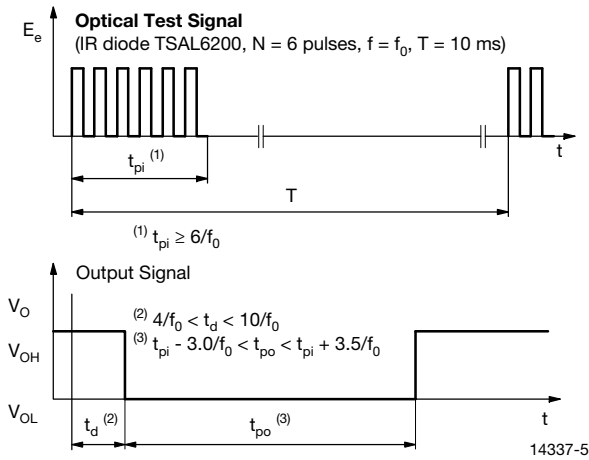 Optical Test Signal
(IR diode TSAL6200, N = 6 pulses, f = f0, T = 10 ms)
Ee
t
tpi (1)
T
(1) tpi ≥ 6/f0
Output Signal
VO
(2) 4/f0 < td < 10/f0
(3) tpi - 3.0/f0 < tpo < tpi + 3.5/f0
VOH
VOL
td (2)
tpo (3)
t
14337-5